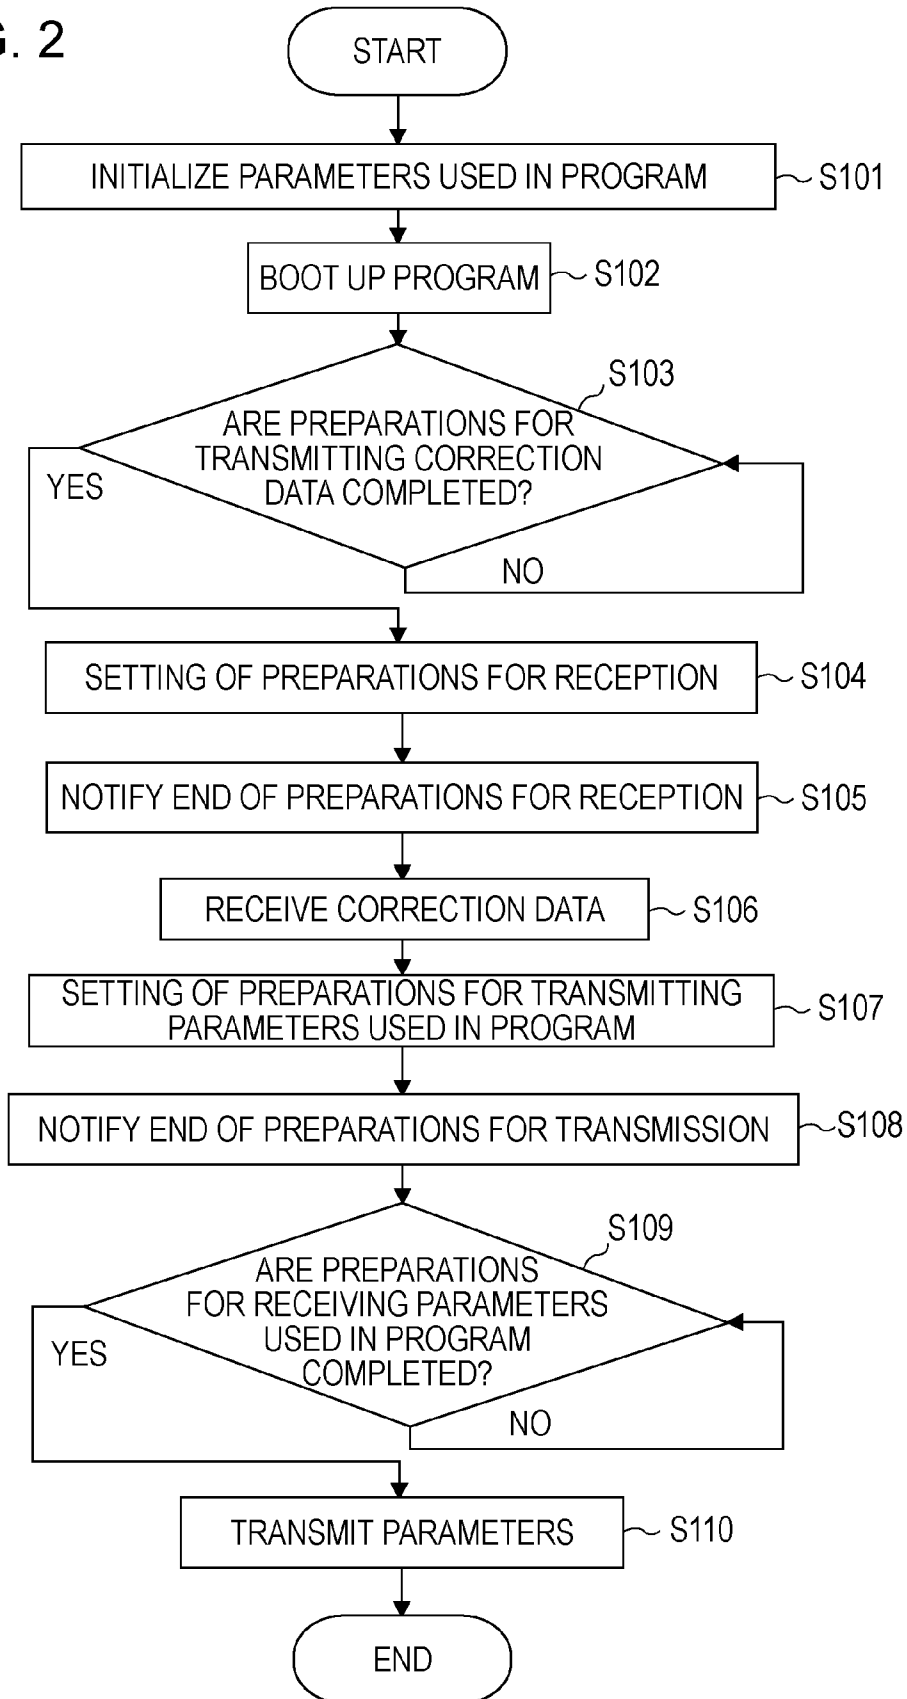 G. 2
START
INITIALIZE PARAMETERS USED IN PROGRAM
S101
BOOT UP PROGRAM
S102
S103
ARE PREPARATIONS FOR
TRANSMITTING CORRECTION
DATA COMPLETED?
YES
NO
SETTING OF PREPARATIONS FOR RECEPTION
S104
NOTIFY END OF PREPARATIONS FOR RECEPTION
S105
RECEIVE CORRECTION DATA
S106
SETTING OF PREPARATIONS FOR TRANSMITTING
PARAMETERS USED IN PROGRAM
S107
NOTIFY END OF PREPARATIONS FOR TRANSMISSION
S108
S109
ARE PREPARATIONS
FOR RECEIVING PARAMETERS
USED IN PROGRAM
COMPLETED?
YES
NO
TRANSMIT PARAMETERS
S110
END